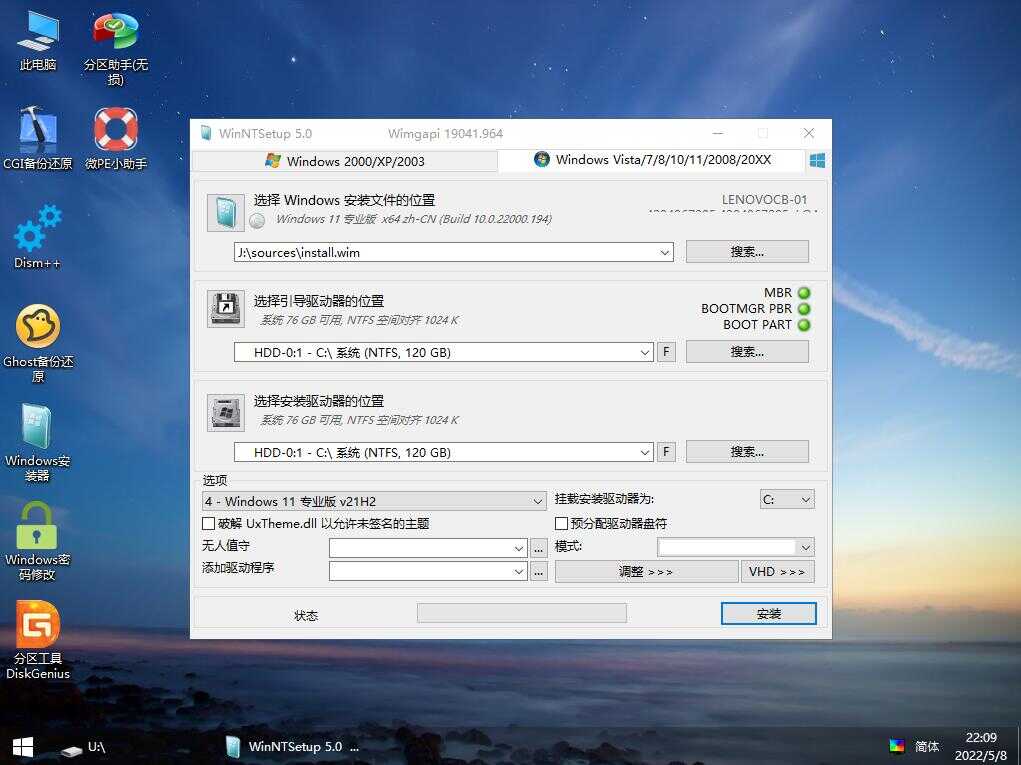 此电脑
分区助手(无
损)
CGI备份还原
微PE小助手
Dism++
Ghost备份还
原
Windows安
装器
Windows密
码修改
分区工具
DiskGenius
WinNTSetup 5.0
Wimgapi 19041.964
Windows 2000/XP/2003
Windows Vista/7/8/10/11/2008/20XX
选择 Windows 安装文件的位置
LENOVOCB-01
Windows 11 专业版 x64 zh-CN (Build 10.0.22000.194)
J:\sources\install.wim
搜索...
选择引导驱动器的位置
系统 76 GB 可用, NTFS 空间对齐 1024 K
MBR
BOOTMGR PBR
BOOT PART
HDD-0:1 - C:\ 系统 (NTFS, 120 GB)
F
搜索...
选择安装驱动器的位置
系统 76 GB 可用, NTFS 空间对齐 1024 K
HDD-0:1 - C:\ 系统 (NTFS, 120 GB)
F
搜索...
选项
4 - Windows 11 专业版 v21H2
挂载安装驱动器为:
C:
破解 UxTheme.dll 以允许未签名的主题
预分配驱动器盘符
无人值守
...
模式:
添加驱动程序
...
调整 >>>
VHD >>>
状态
安装
U:\
WinNTSetup 5.0 ...
简体
22:09
2022/5/8